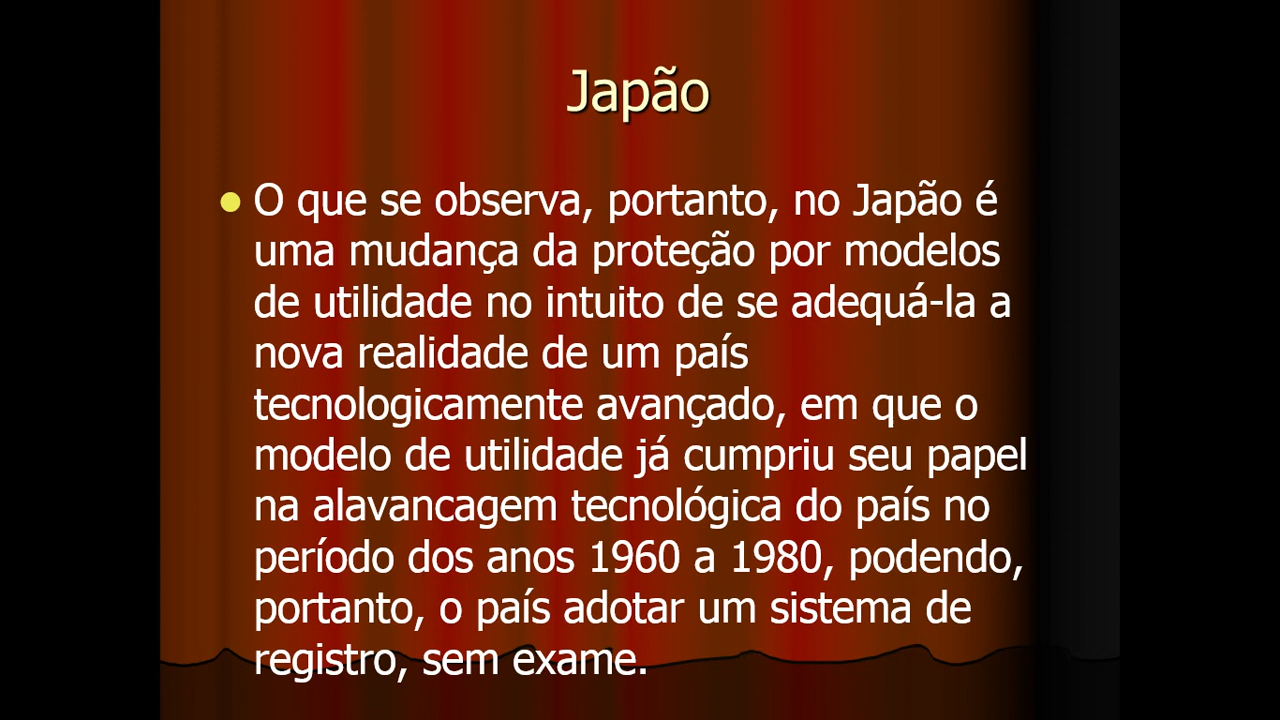 Japão
O que se observa, portanto, no Japão é
uma mudança da proteção por modelos
de utilidade no intuito de se adequá-la a
nova realidade de um país
tecnologicamente avançado, em que o
modelo de utilidade já cumpriu seu papel
na alavancagem tecnológica do país no
período dos anos 1960 a 1980, podendo,
portanto, o país adotar um sistema de
registro, sem exame.